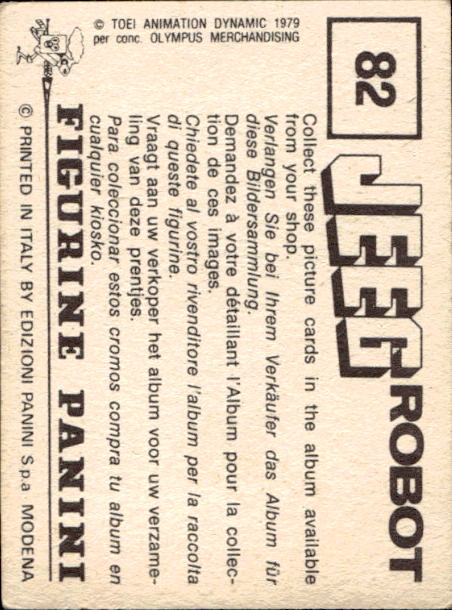 82
JEEG ROBOT
Collect these picture cards in the album available
from your shop.
Verlangen Sie bei Ihrem Verkäufer das Album für
diese Bildersammlung.
Demandez à votre détaillant l'Album pour la collec-
tion de ces images.
Chiedete al vostro rivenditore l'album per la raccolta
di queste figurine.
Vraagt aan uw verkoper het album voor uw verzame-
ling van deze prentjes.
Para coleccionar estos cromos compra tu album en
cualquier kiosko.
© TOEI ANIMATION DYNAMIC 1979
per conc. OLYMPUS MERCHANDISING
FIGURINE PANINI
© PRINTED IN ITALY BY EDIZIONI PANINI S.p.a MODENA